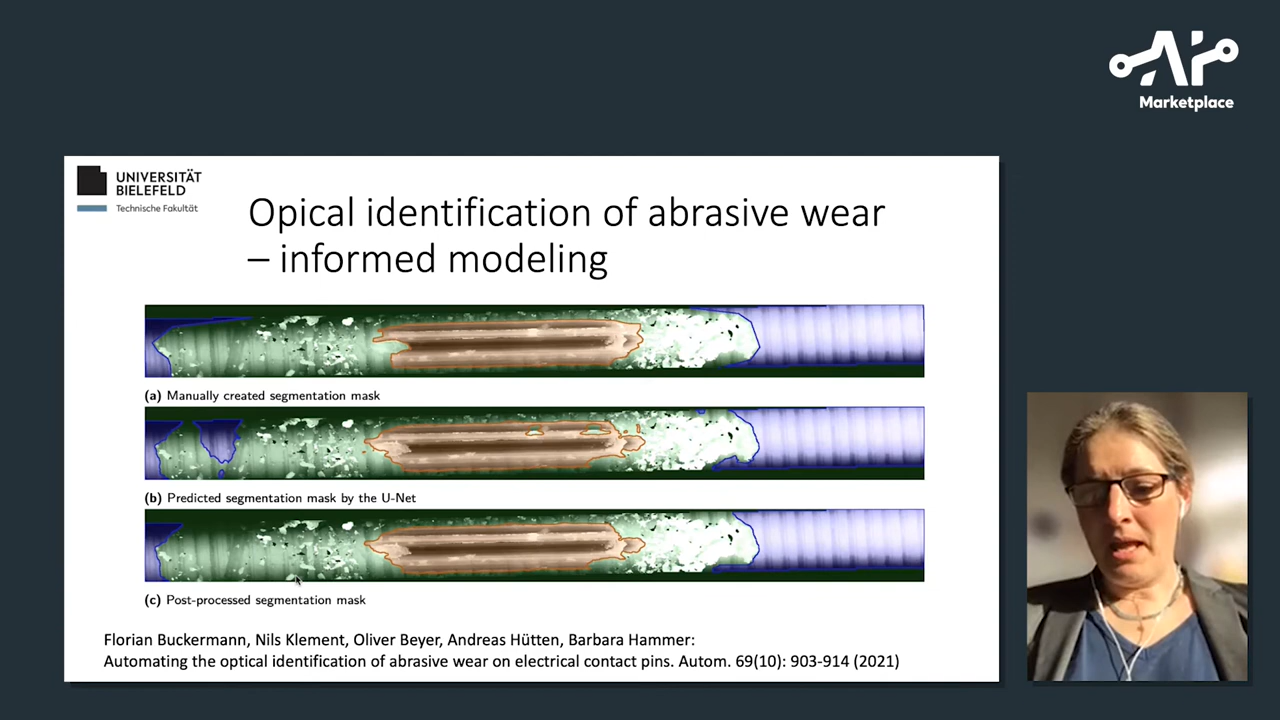 AI
Marketplace
UNIVERSITÄT
BIELEFELD
Technische Fakultät
Opical identification of abrasive wear
– informed modeling
(a) Manually created segmentation mask
(b) Predicted segmentation mask by the U-Net
(c) Post-processed segmentation mask
Florian Buckermann, Nils Klement, Oliver Beyer, Andreas Hütten, Barbara Hammer:
Automating the optical identification of abrasive wear on electrical contact pins. Autom. 69(10): 903-914 (2021)